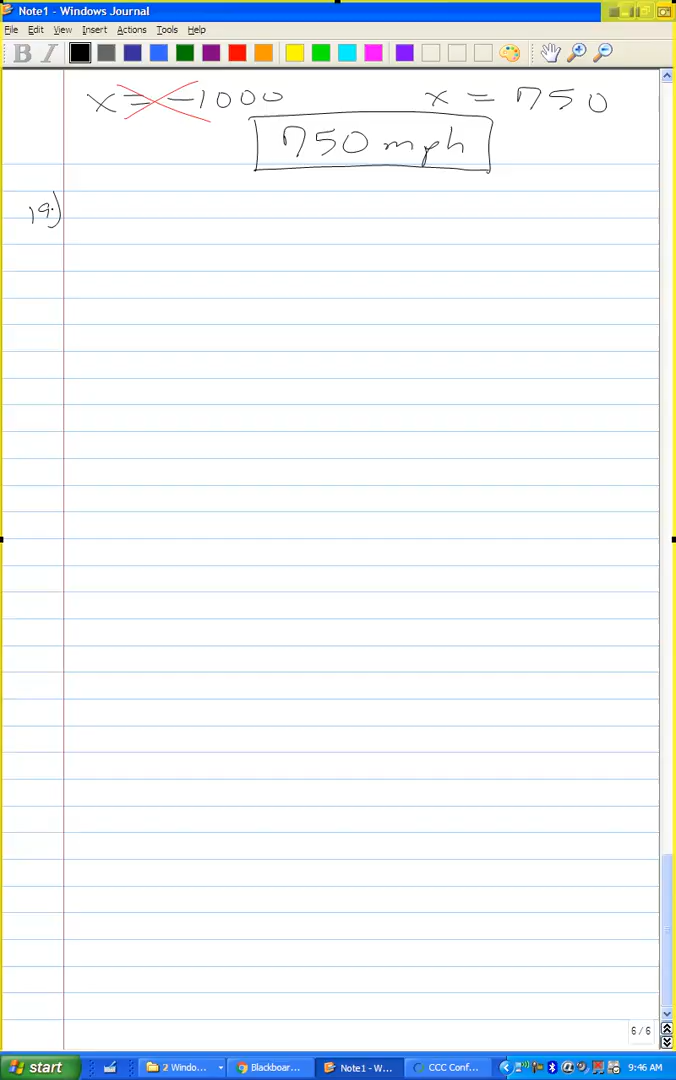 Note1 - Windows Journal
File Edit View Insert Actions Tools Help
B I
x = -1000 x = 750
750 mph
19.)
6 / 6
start 2 Windo... Blackboar... Note1 - W... CCC Conf... 9:46 AM